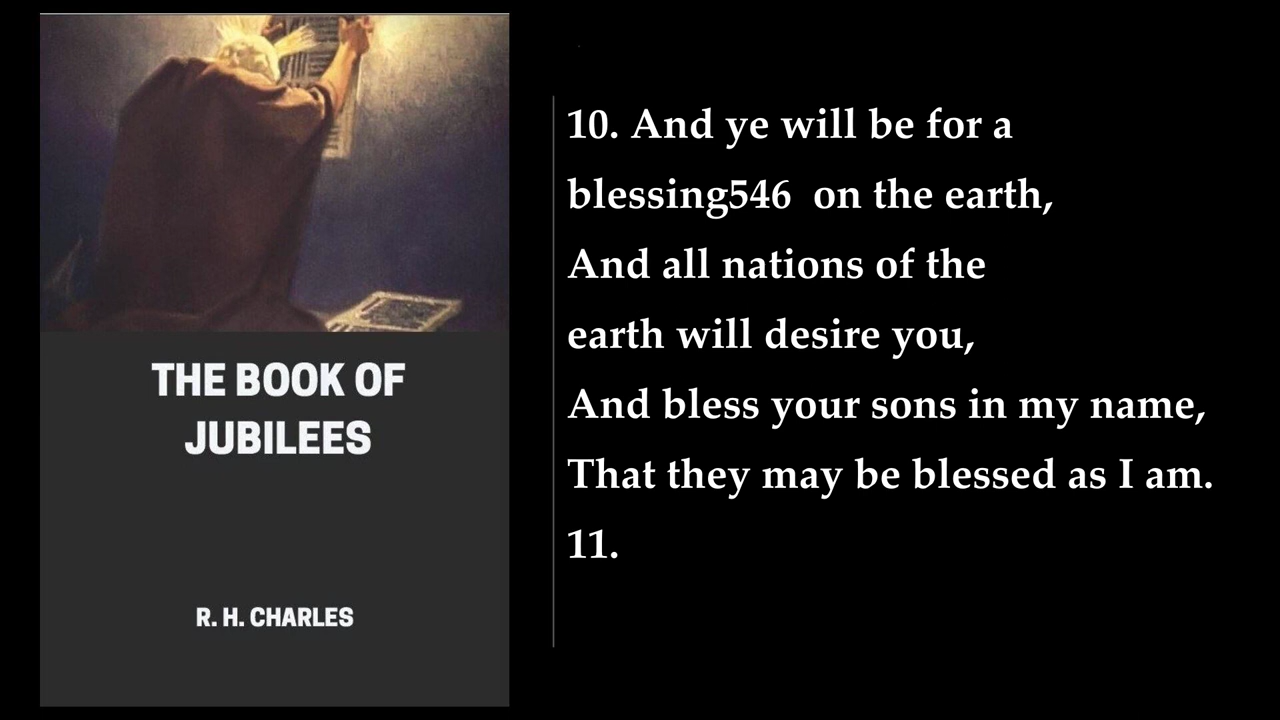 THE BOOK OF
JUBILEES
R. H. CHARLES
10. And ye will be for a
blessing546  on the earth,
And all nations of the
earth will desire you,
And bless your sons in my name,
That they may be blessed as I am.
11.